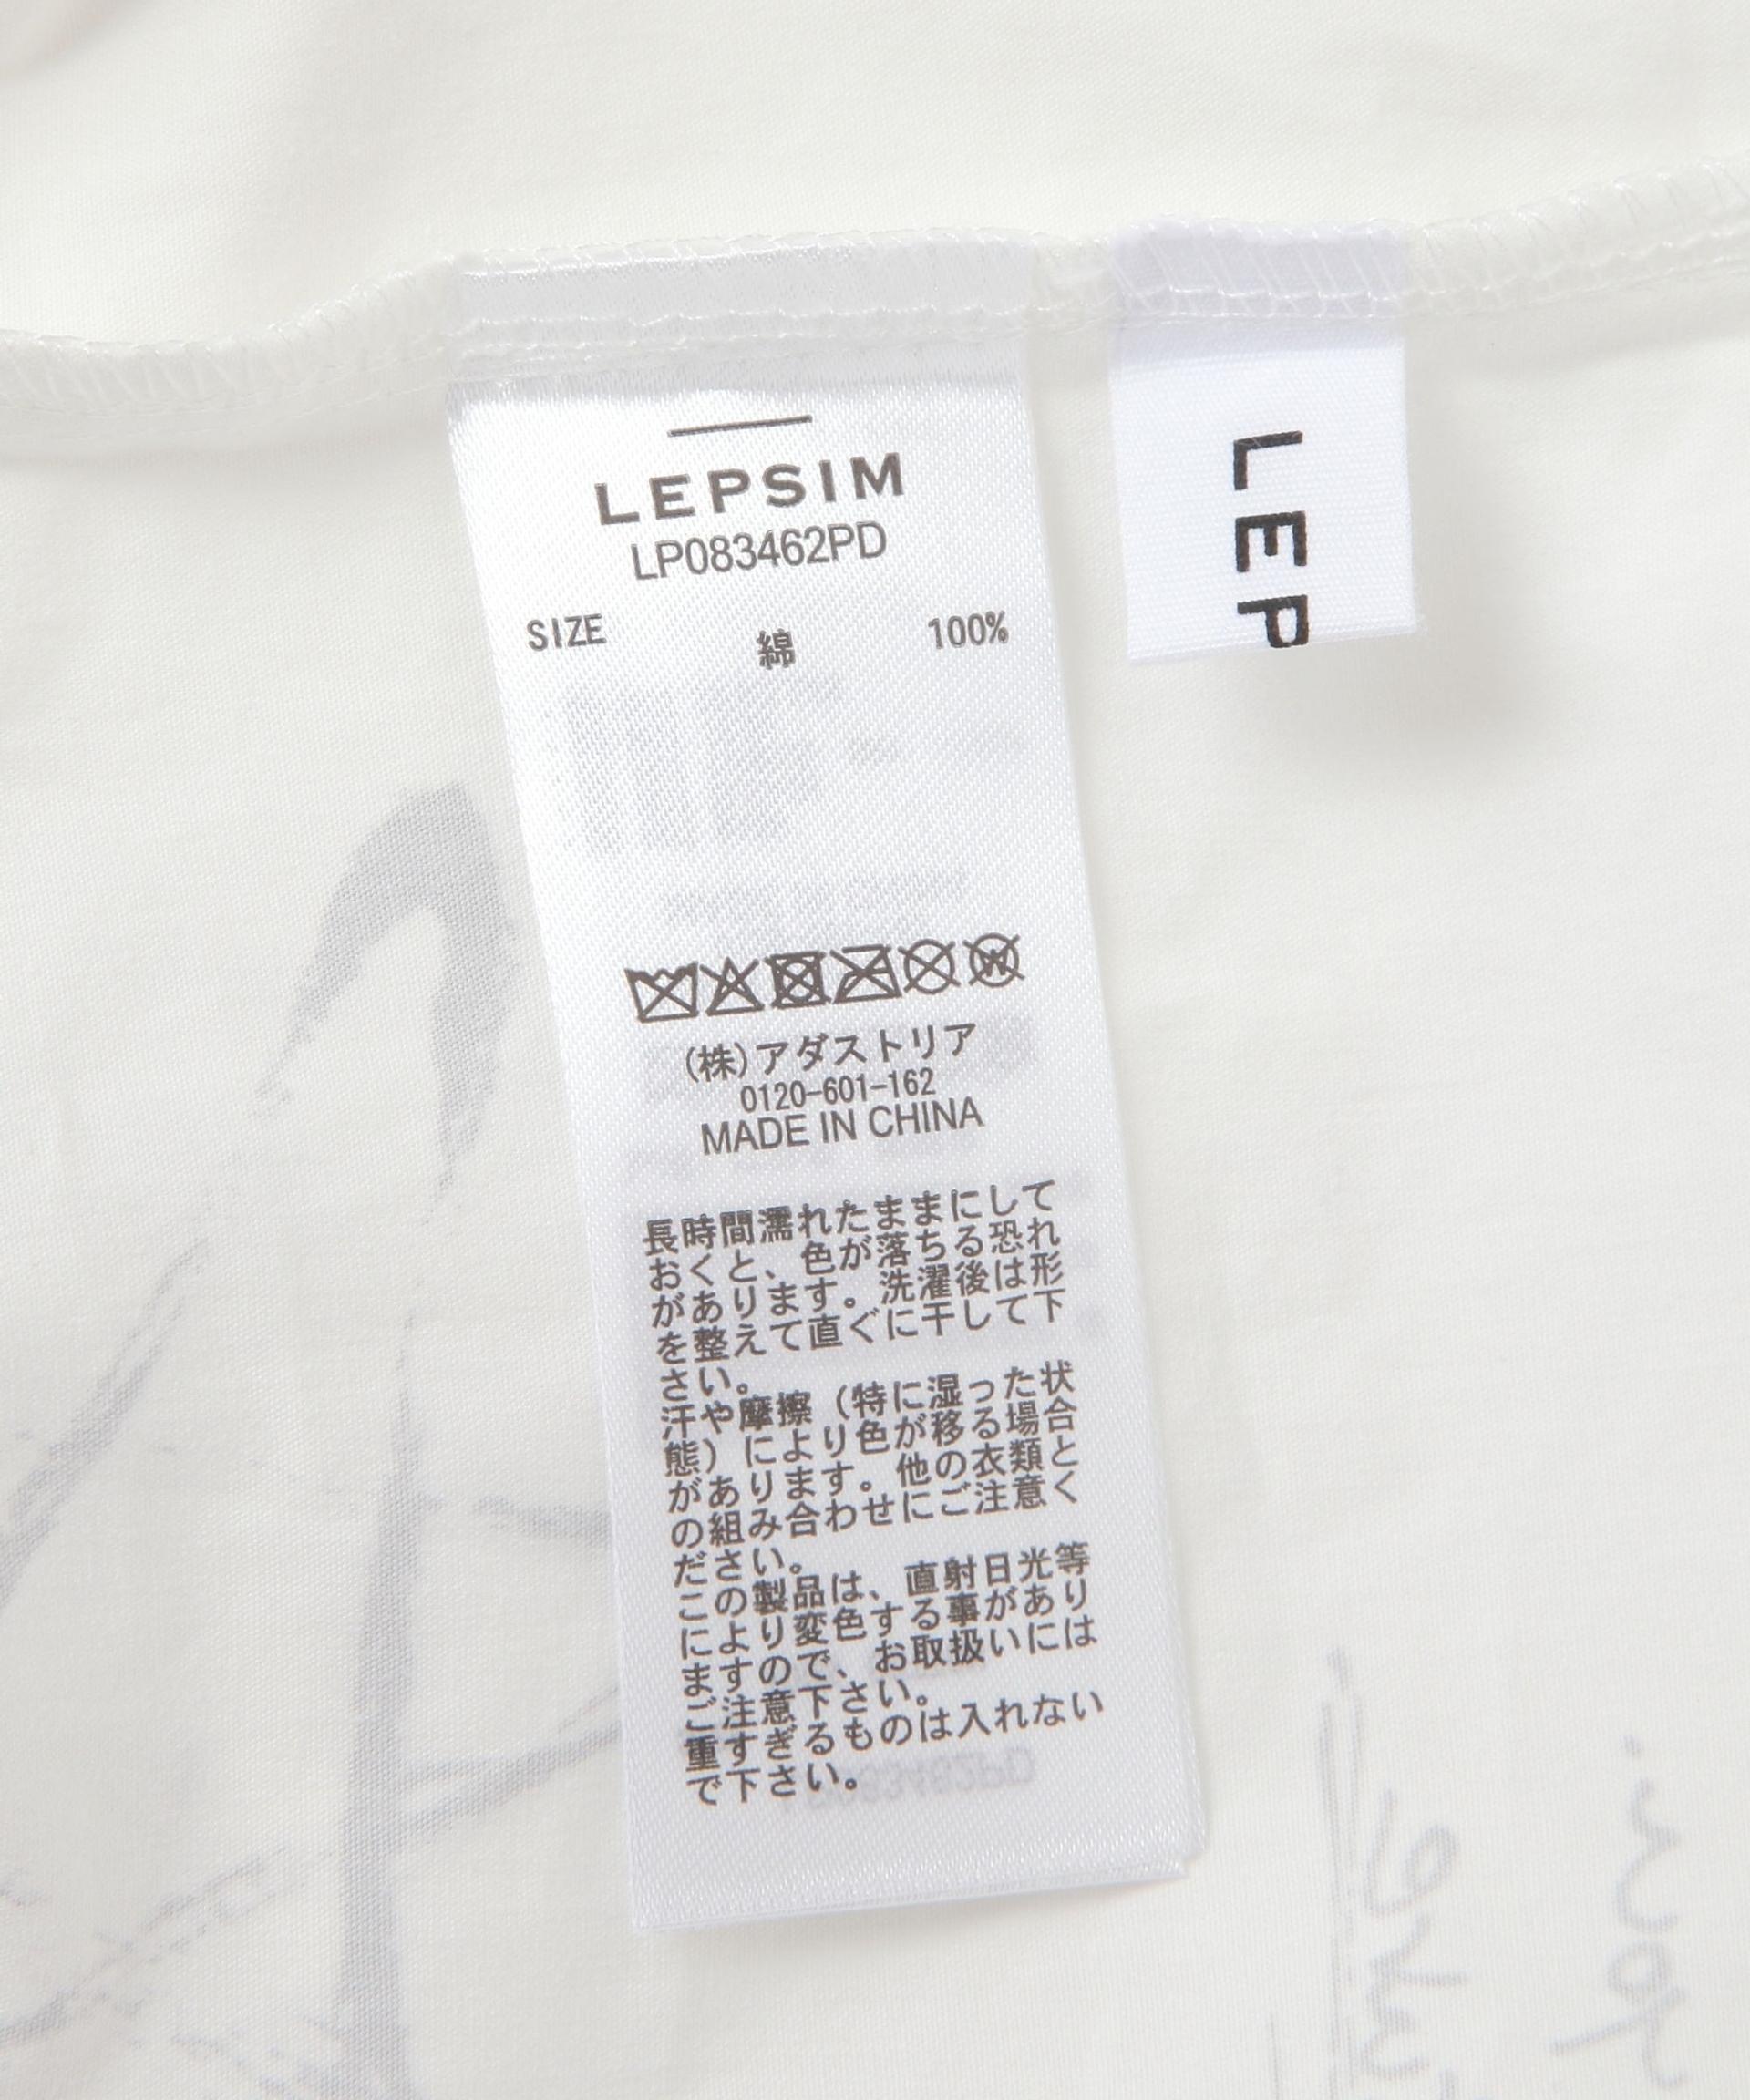 LEPSIM
LP083462PD
SIZE 綿 100%
(株)アダストリア
0120-601-162
MADE IN CHINA
長時間濡れたままにして
おくと、色が落ちる恐れ
があります。洗濯後は形
を整えて直ぐに干して下
さい。
汗や摩擦（特に湿った状
態）により色が移る場合
があります。他の衣類と
の組み合わせにご注意く
ださい。
この製品は、直射日光等
により変色する事があり
ますので、お取扱いには
ご注意下さい。
重すぎるものは入れない
で下さい。
LEP